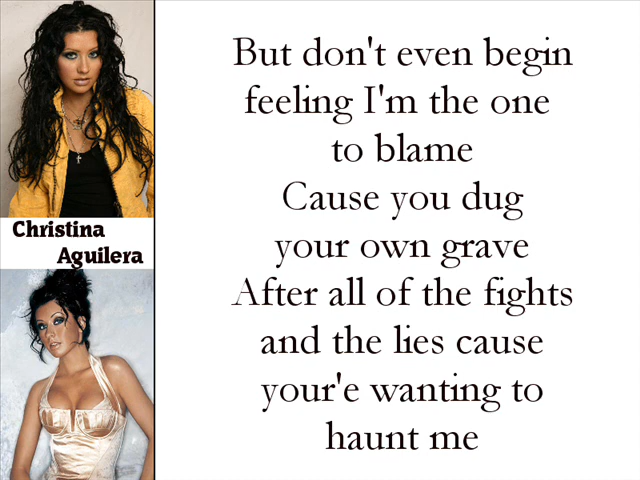 Christina
Aguilera
But don't even begin
feeling I'm the one
to blame
Cause you dug
your own grave
After all of the fights
and the lies cause
your'e wanting to
haunt me